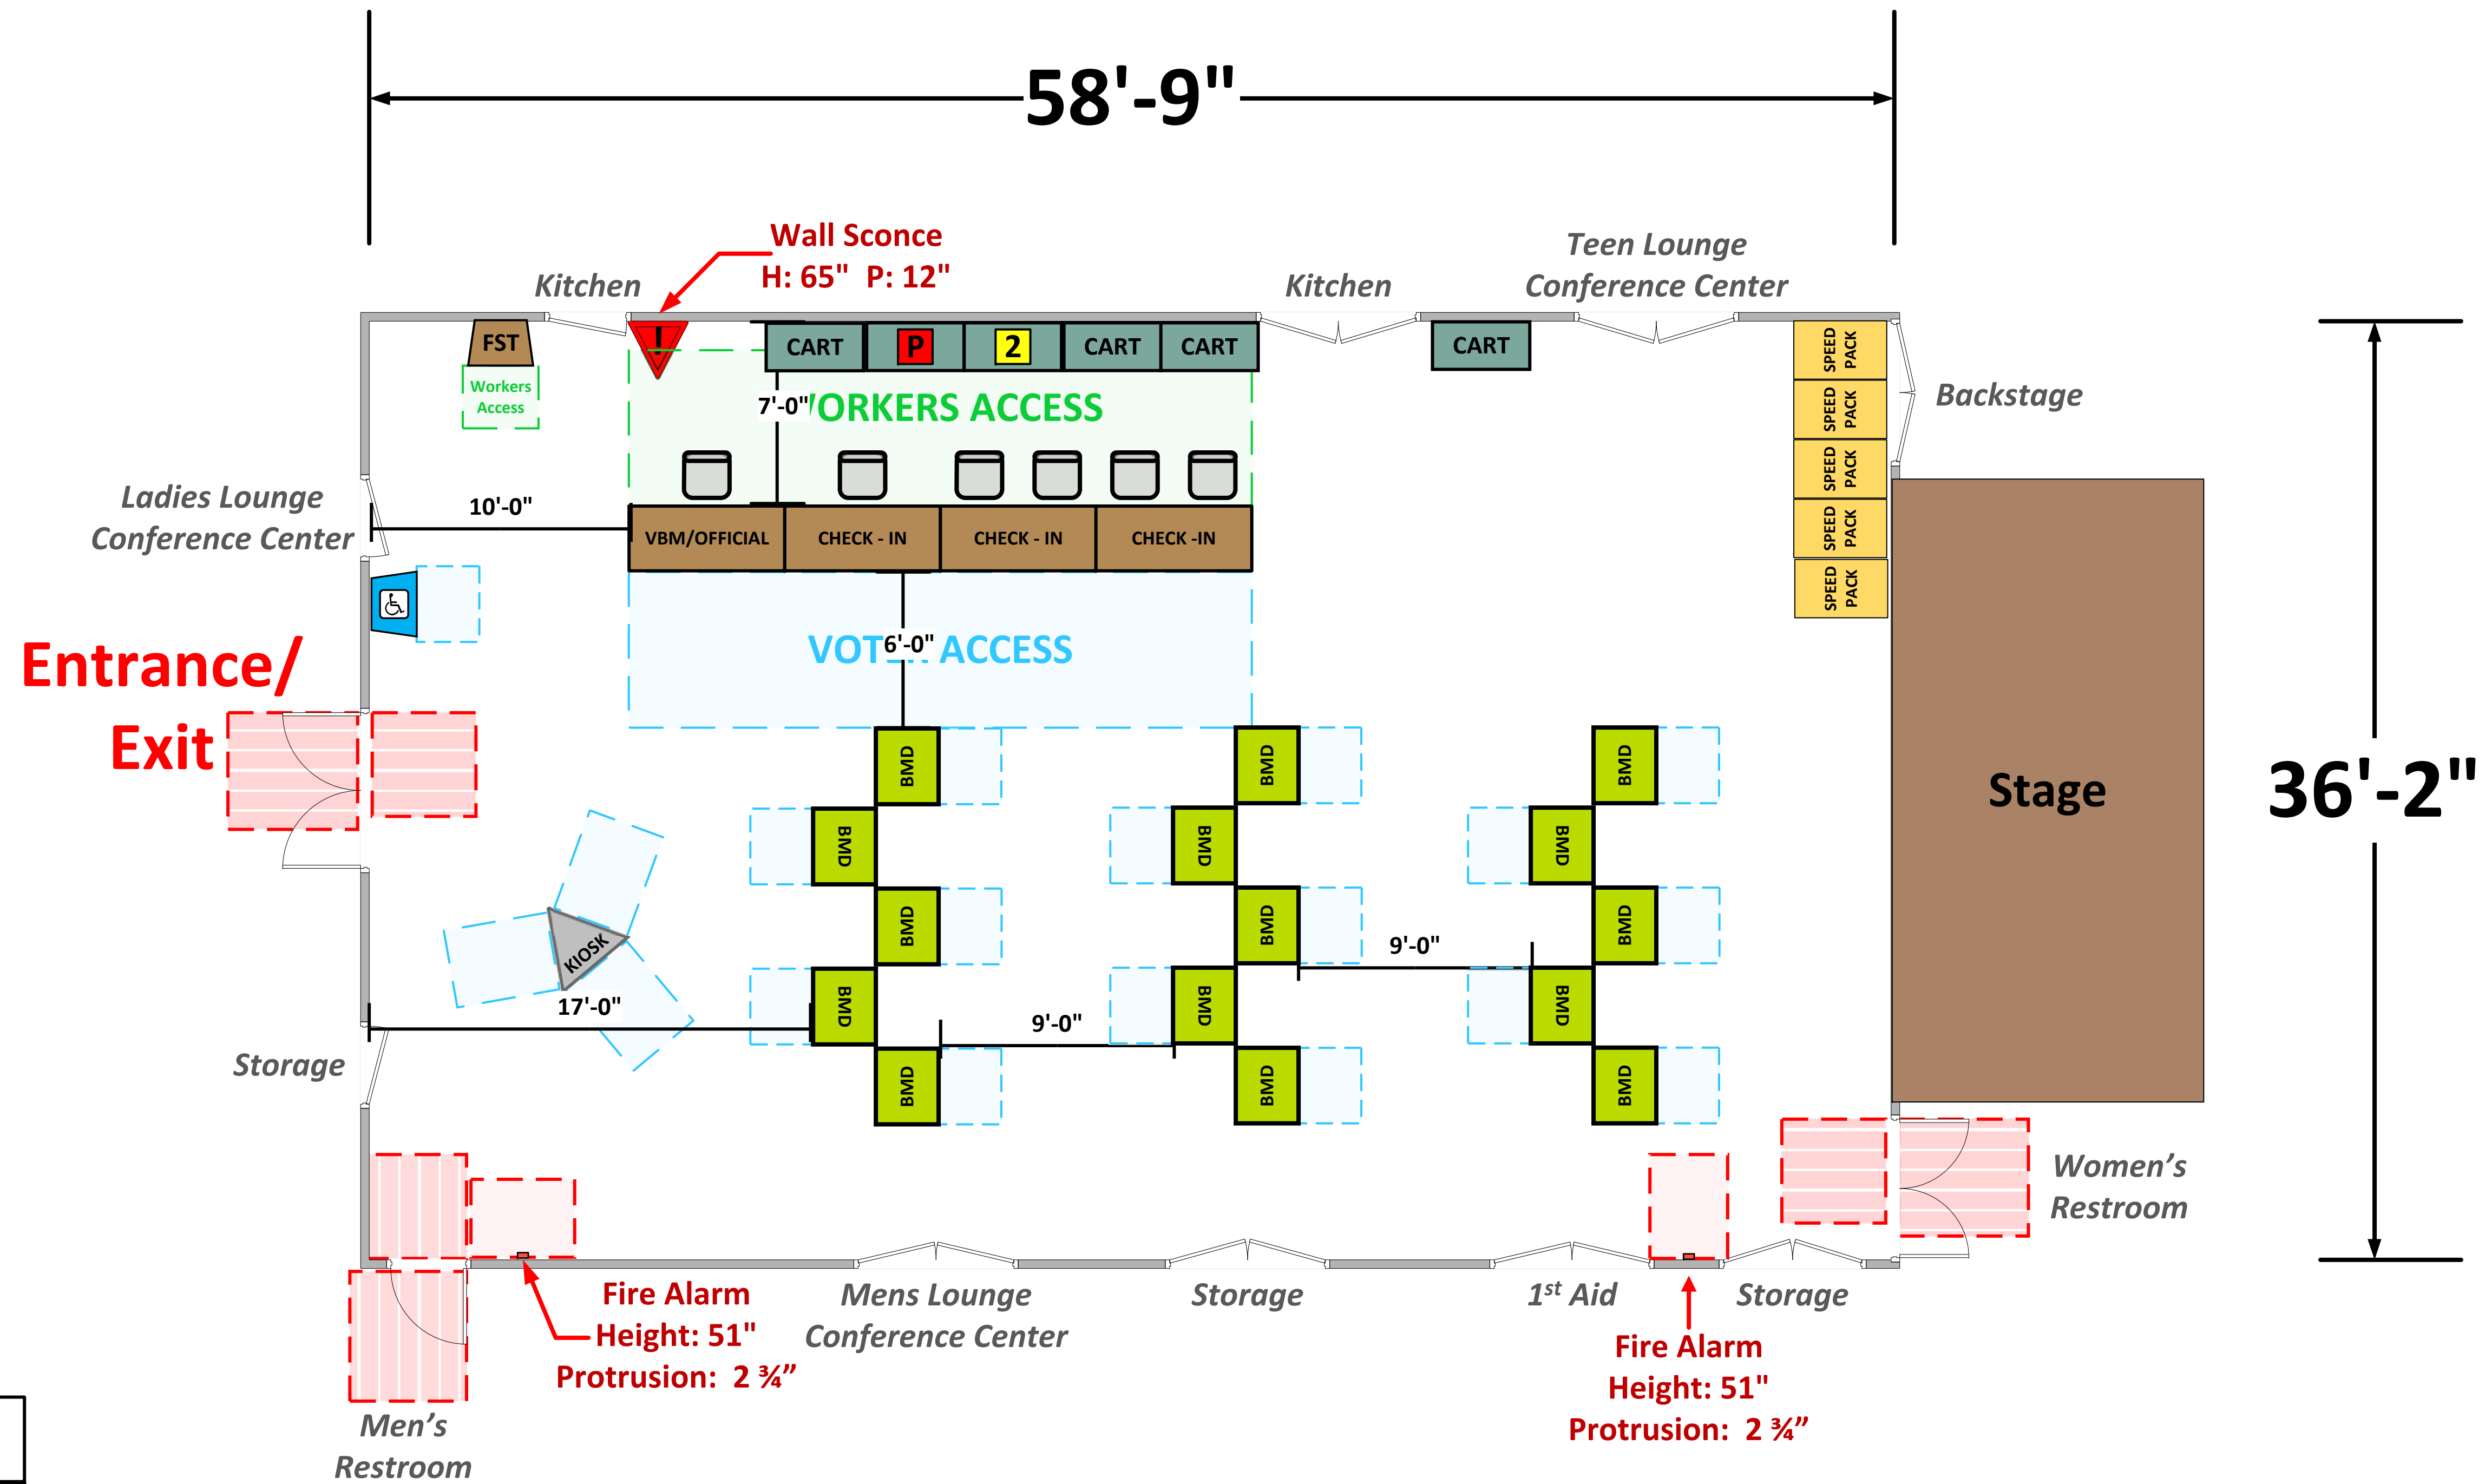 58'-9"
Wall Sconce
H: 65" P: 12"
Teen Lounge
Conference Center
Kitchen
Kitchen
FST
!
CART
P
2
CART
CART
CART
SPEED
PACK
Workers
Access
7'-0"
WORKERS ACCESS
SPEED
PACK
Backstage
SPEED
PACK
Ladies Lounge
Conference Center
10'-0"
VBM/OFFICIAL
CHECK - IN
CHECK - IN
CHECK -IN
SPEED
PACK
SPEED
PACK
Entrance/
Exit
VOTER ACCESS
6'-0"
BMD
BMD
BMD
Stage
36'-2"
BMD
BMD
BMD
KIOSK
BMD
BMD
BMD
9'-0"
17'-0"
BMD
BMD
BMD
9'-0"
Storage
BMD
BMD
BMD
Women’s
Restroom
Fire Alarm
Height: 51"
Protrusion: 2 ¾”
Mens Lounge
Conference Center
Storage
1st Aid
Storage
Fire Alarm
Height: 51"
Protrusion: 2 ¾”
Men’s
Restroom